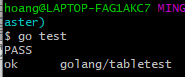 hoang@LAPTOP-FAG1AKC7 MING
aster)
$ go test
PASS
ok golang/tabletest